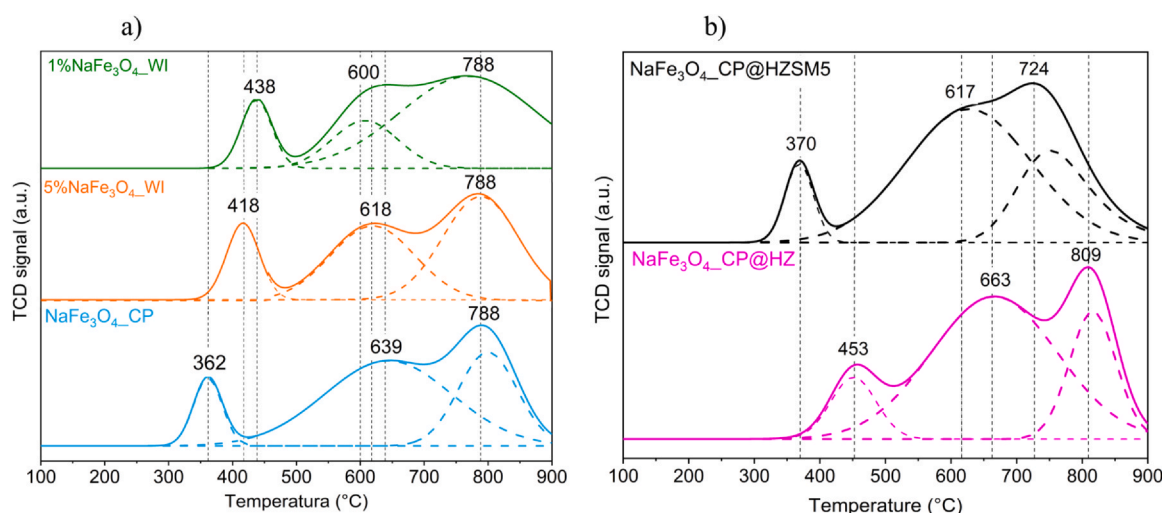 a)
1%NaFe₃O₄_WI
438
600
788
5%NaFe₃O₄_WI
418
618
788
NaFe₃O₄_CP
362
639
788
TCD signal (a.u.)
100 200 300 400 500 600 700 800 900
Temperatura (°C)
b)
NaFe₃O₄_CP@HZSM5
370
617
724
NaFe₃O₄_CP@HZ
453
663
809
TCD signal (a.u.)
100 200 300 400 500 600 700 800 900
Temperature (°C)